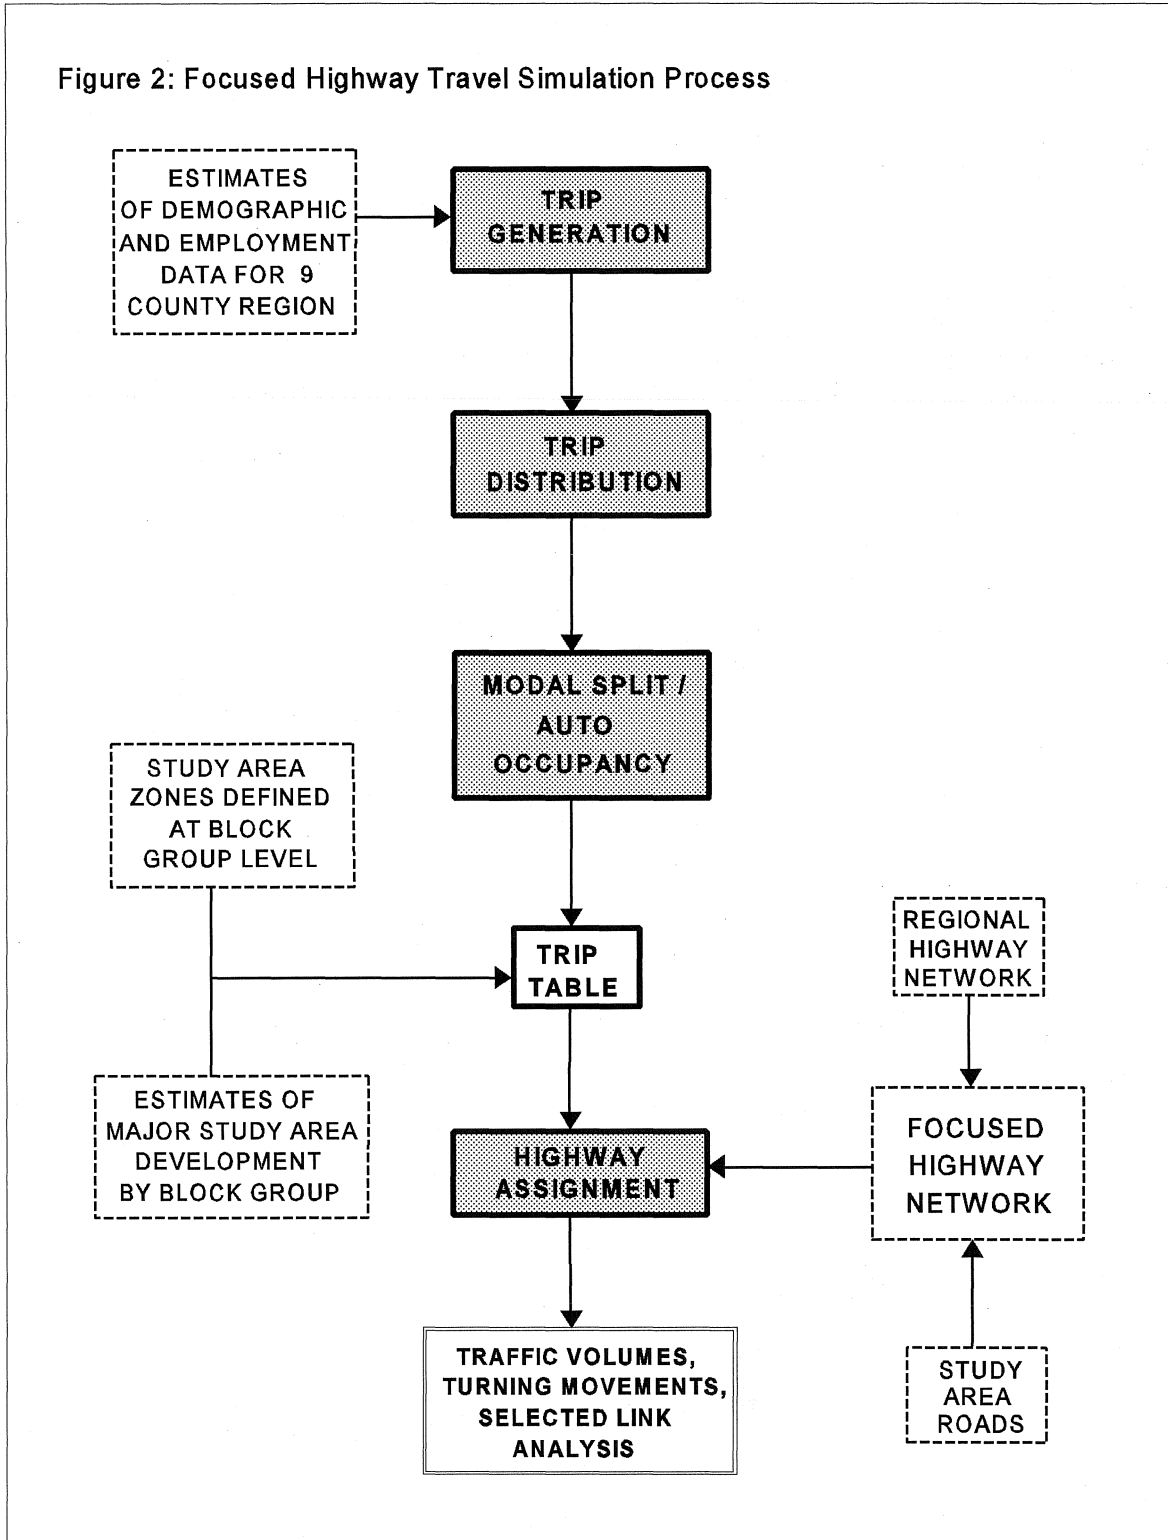 Figure 2: Focused Highway Travel Simulation Process
ESTIMATES
OF DEMOGRAPHIC
AND EMPLOYMENT
DATA FOR 9
COUNTY REGION
TRIP
GENERATION
TRIP
DISTRIBUTION
MODAL SPLIT /
AUTO
OCCUPANCY
STUDY AREA
ZONES DEFINED
AT BLOCK
GROUP LEVEL
TRIP
TABLE
REGIONAL
HIGHWAY
NETWORK
ESTIMATES OF
MAJOR STUDY AREA
DEVELOPMENT
BY BLOCK GROUP
HIGHWAY
ASSIGNMENT
FOCUSED
HIGHWAY
NETWORK
TRAFFIC VOLUMES,
TURNING MOVEMENTS,
SELECTED LINK
ANALYSIS
STUDY
AREA
ROADS